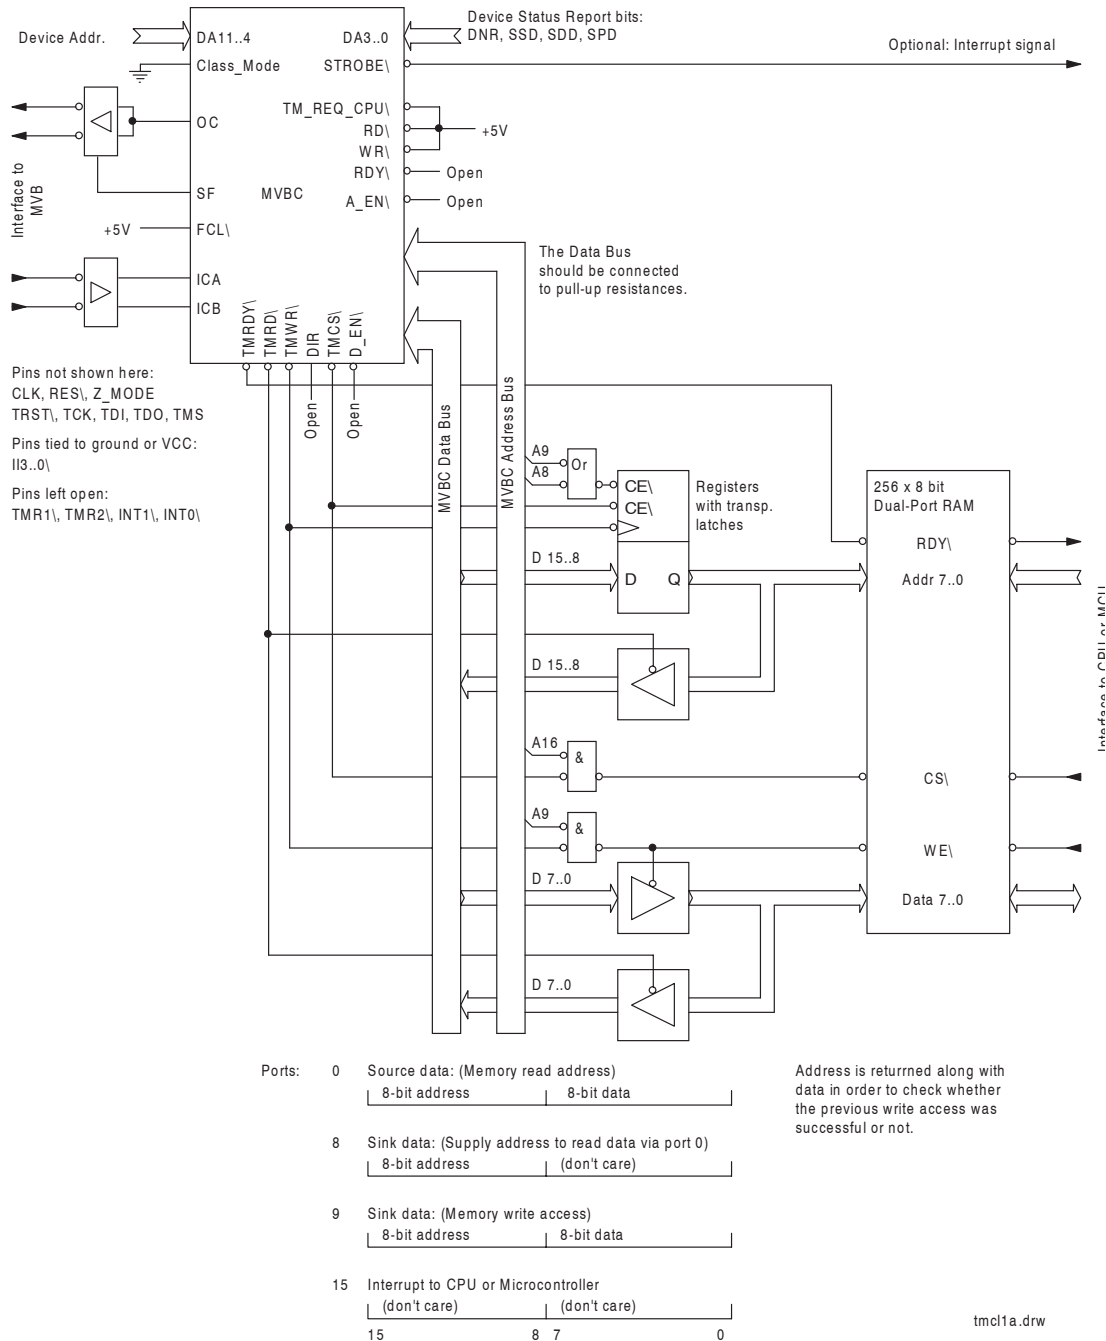 Device Addr.
DA11..4
DA3..0
Device Status Report bits:
DNR, SSD, SDD, SPD
Class_Mode
STROBE\
Optional: Interrupt signal
TM_REQ_CPU\
OC
RD\
+5V
WR\
RDY\
Open
Interface to
MVB
SF
MVBC
A_EN\
Open
+5V
FCL\
The Data Bus
should be connected
to pull-up resistances.
ICA
ICB
TMRDY\
TMRD\
TMWR\
DIR
TMCS\
D_EN\
Pins not shown here:
CLK, RES\, Z_MODE
TRST\, TCK, TDI, TDO, TMS
Open
Open
MVBC Data Bus
MVBC Address Bus
Pins tied to ground or VCC:
II3..0\
Pins left open:
TMR1\, TMR2\, INT1\, INT0\
A9
A8
Or
CE\
CE\
Registers
with transp.
latches
256 x 8 bit
Dual-Port RAM
RDY\
D 15..8
D
Q
Addr 7..0
Interface to CPU or MCU
D 15..8
A16
&
CS\
A9
&
WE\
D 7..0
Data 7..0
D 7..0
Ports:
0
Source data: (Memory read address)
8-bit address
8-bit data
Address is returrned along with
data in order to check whether
the previous write access was
successful or not.
8
Sink data: (Supply address to read data via port 0)
8-bit address
(don't care)
9
Sink data: (Memory write access)
8-bit address
8-bit data
15
Interrupt to CPU or Microcontroller
(don't care)
(don't care)
15
8
7
0
tmcl1a.drw